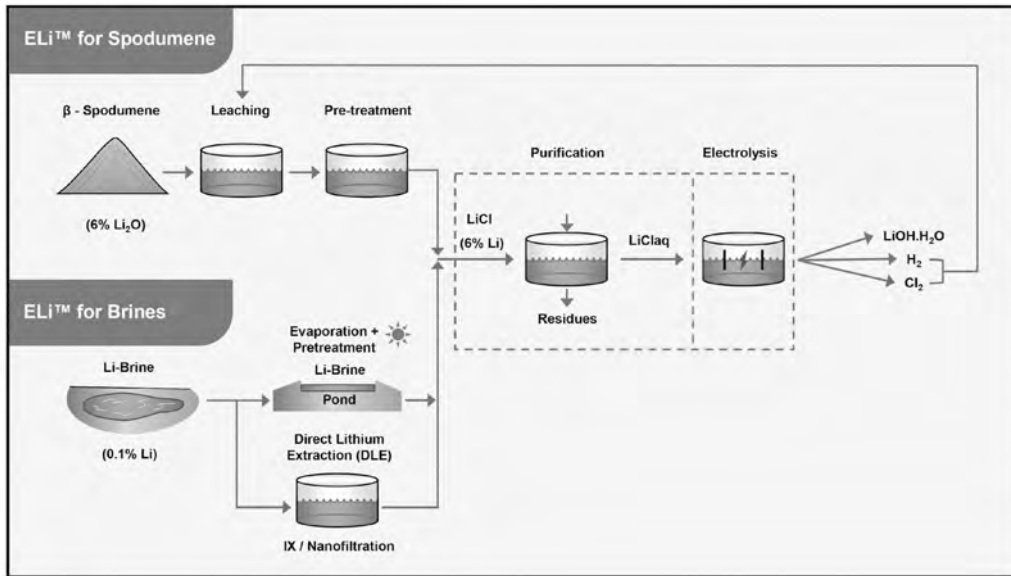 ELi™ for Spodumene
β - Spodumene
Leaching
Pre-treatment
(6% Li₂O)
Purification
Electrolysis
LiCl
(6% Li)
LiClaq
Residues
LiOH.H₂O
H₂
Cl₂
ELi™ for Brines
Li-Brine
(0.1% Li)
Evaporation +
Pretreatment
Li-Brine
Pond
Direct Lithium
Extraction (DLE)
IX / Nanofiltration